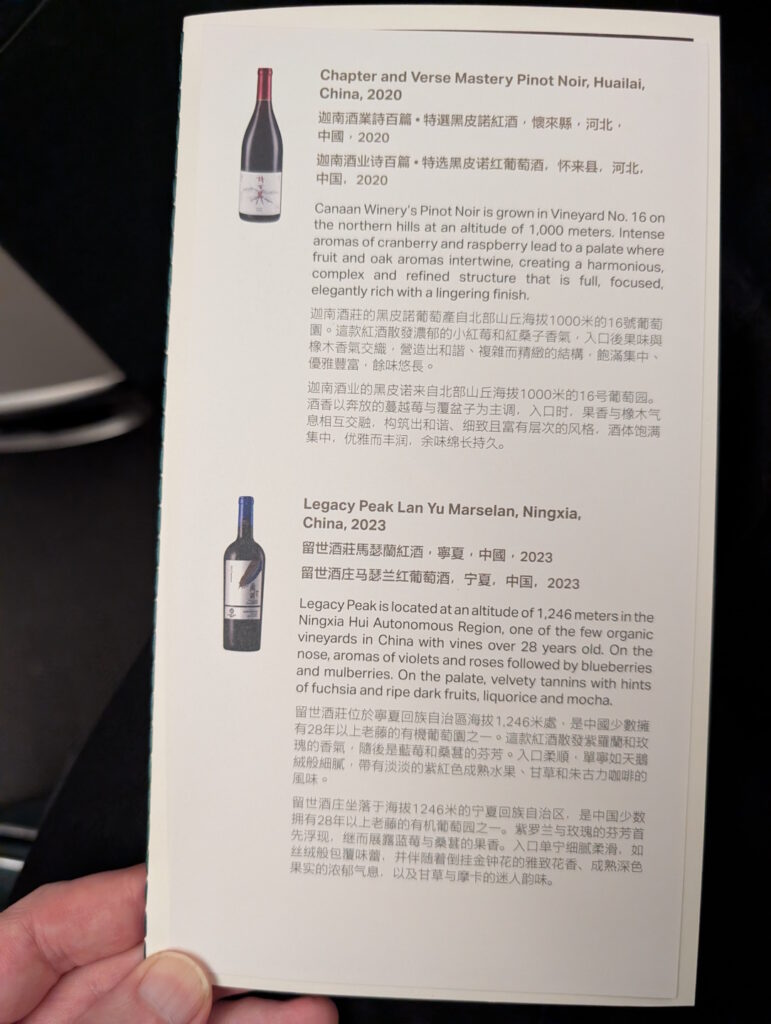 Chapter and Verse Mastery Pinot Noir, Huailai,
China, 2020
迦南酒業詩百篇•特選黑皮諾紅酒，懷來縣，河北，
中國，2020
迦南酒业诗百篇•特选黑皮诺红葡萄酒，怀来县，河北，
中国，2020
Canaan Winery's Pinot Noir is grown in Vineyard No. 16 on
the northern hills at an altitude of 1,000 meters. Intense
aromas of cranberry and raspberry lead to a palate where
fruit and oak aromas intertwine, creating a harmonious,
complex and refined structure that is full, focused,
elegantly rich with a lingering finish.
迦南酒莊的黑皮諾葡萄產自北部山丘海拔1000米的16號葡萄
園。這款紅酒散發濃郁的小紅莓和紅桑子香氣，入口後果味與
橡木香氣交織，營造出和諧、複雜而精緻的結構，飽滿集中、
優雅豐富，餘味悠長。
迦南酒业的黑皮诺来自北部山丘海拔1000米的16号葡萄园。
酒香以奔放的蔓越莓与覆盆子为主调，入口时，果香与橡木气
息相互交融，构筑出和谐、细致且富有层次的风格，酒体饱满
集中，优雅而丰润，余味绵长持久。
Legacy Peak Lan Yu Marselan, Ningxia,
China, 2023
留世酒莊馬瑟蘭紅酒，寧夏，中國，2023
留世酒庄马瑟兰红葡萄酒，宁夏，中国，2023
Legacy Peak is located at an altitude of 1,246 meters in the
Ningxia Hui Autonomous Region, one of the few organic
vineyards in China with vines over 28 years old. On the
nose, aromas of violets and roses followed by blueberries
and mulberries. On the palate, velvety tannins with hints
of fuchsia and ripe dark fruits, liquorice and mocha.
留世酒莊位於寧夏回族自治區海拔1,246米處，是中國少數擁
有28年以上老藤的有機葡萄園之一。這款紅酒散發紫羅蘭和玫
瑰的香氣，隨後是藍莓和桑葚的芬芳。入口柔順，單寧如天鵝
絨般細膩，帶有淡淡的紫紅色成熟水果、甘草和朱古力咖啡的
風味。
留世酒庄坐落于海拔1246米的宁夏回族自治区，是中国少数
拥有28年以上老藤的有机葡萄园之一。紫罗兰与玫瑰的芬芳首
先浮现，继而展露蓝莓与桑葚的果香。入口单宁细腻柔滑，如
丝绒般包覆味蕾，并伴随着倒挂金钟花的雅致花香、成熟深色
果实的浓郁气息，以及甘草与摩卡的迷人韵味。